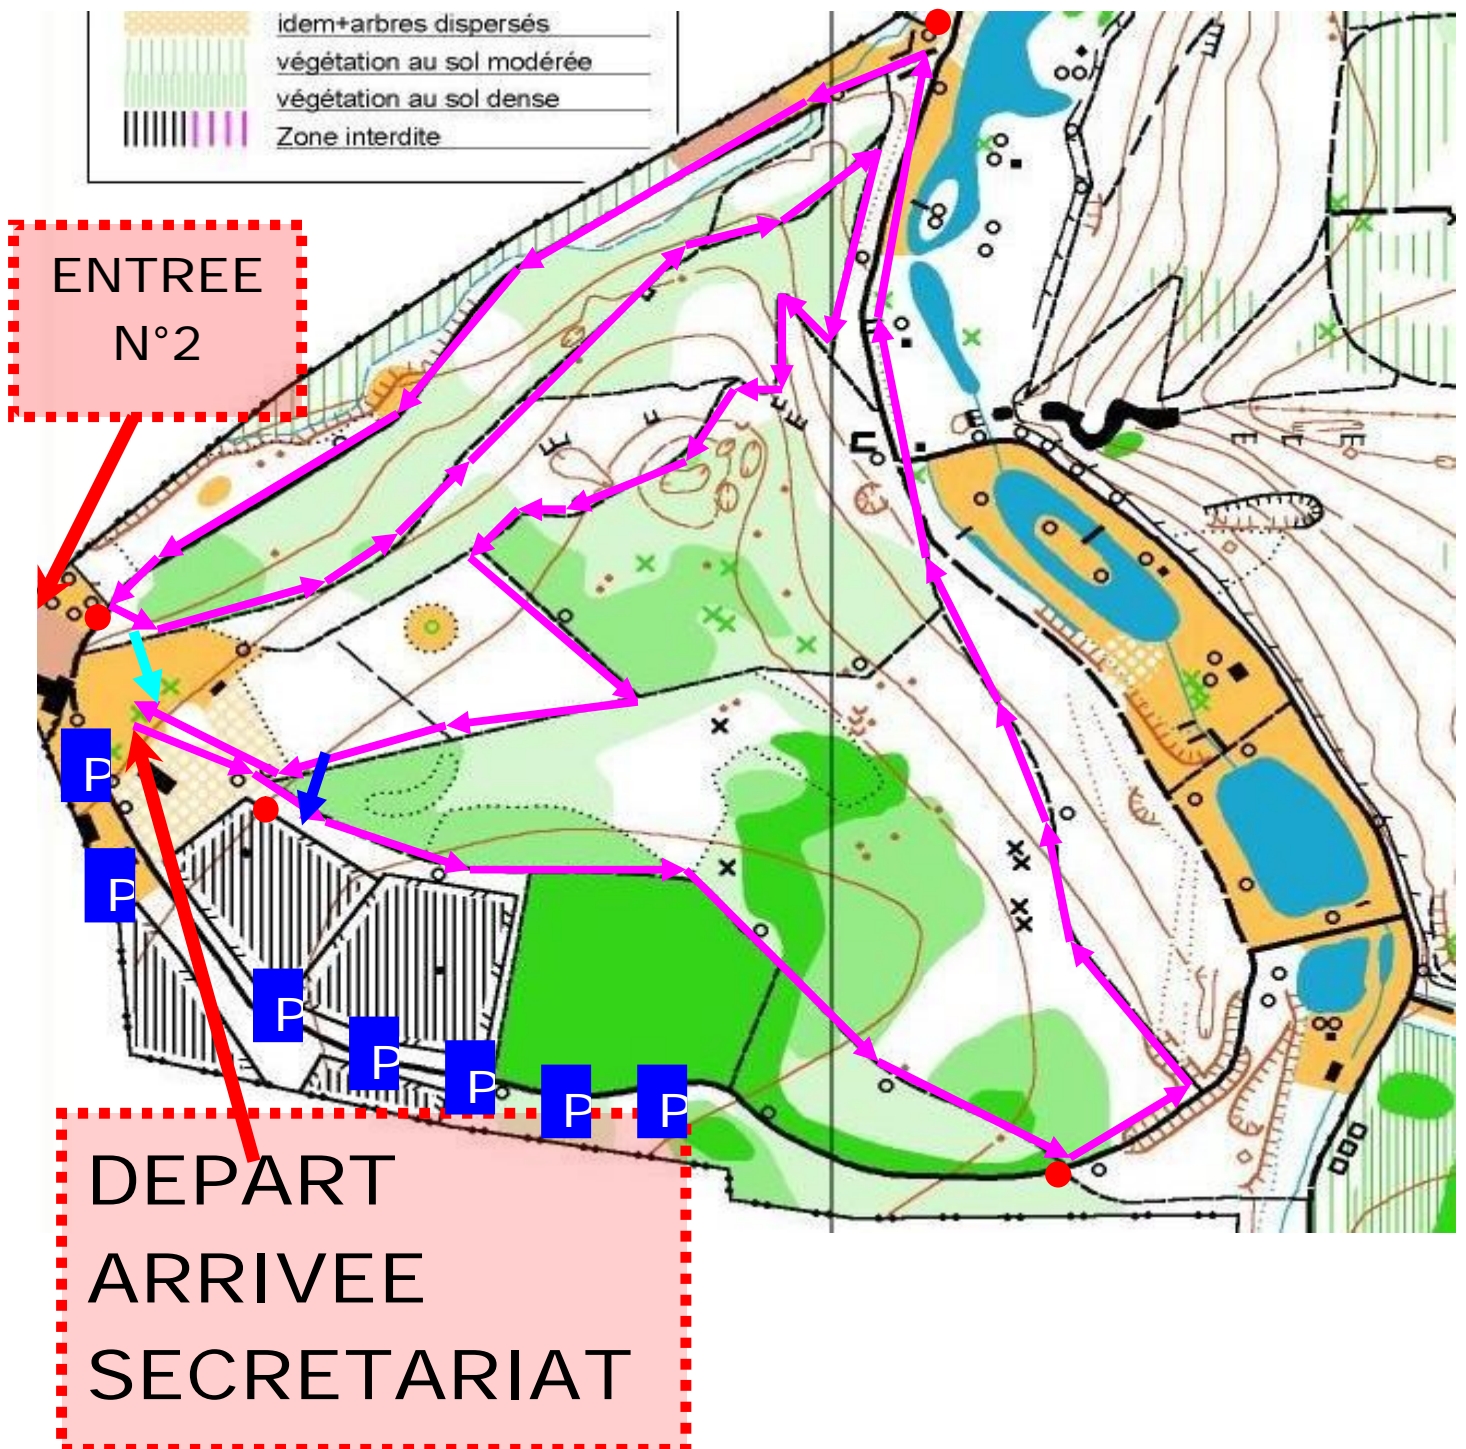 idem+arbres dispersés
végétation au sol modérée
végétation au sol dense
Zone interdite
ENTREE
N°2
P
P
P
P
P
P
P
DEPART
ARRIVEE
SECRETARIAT